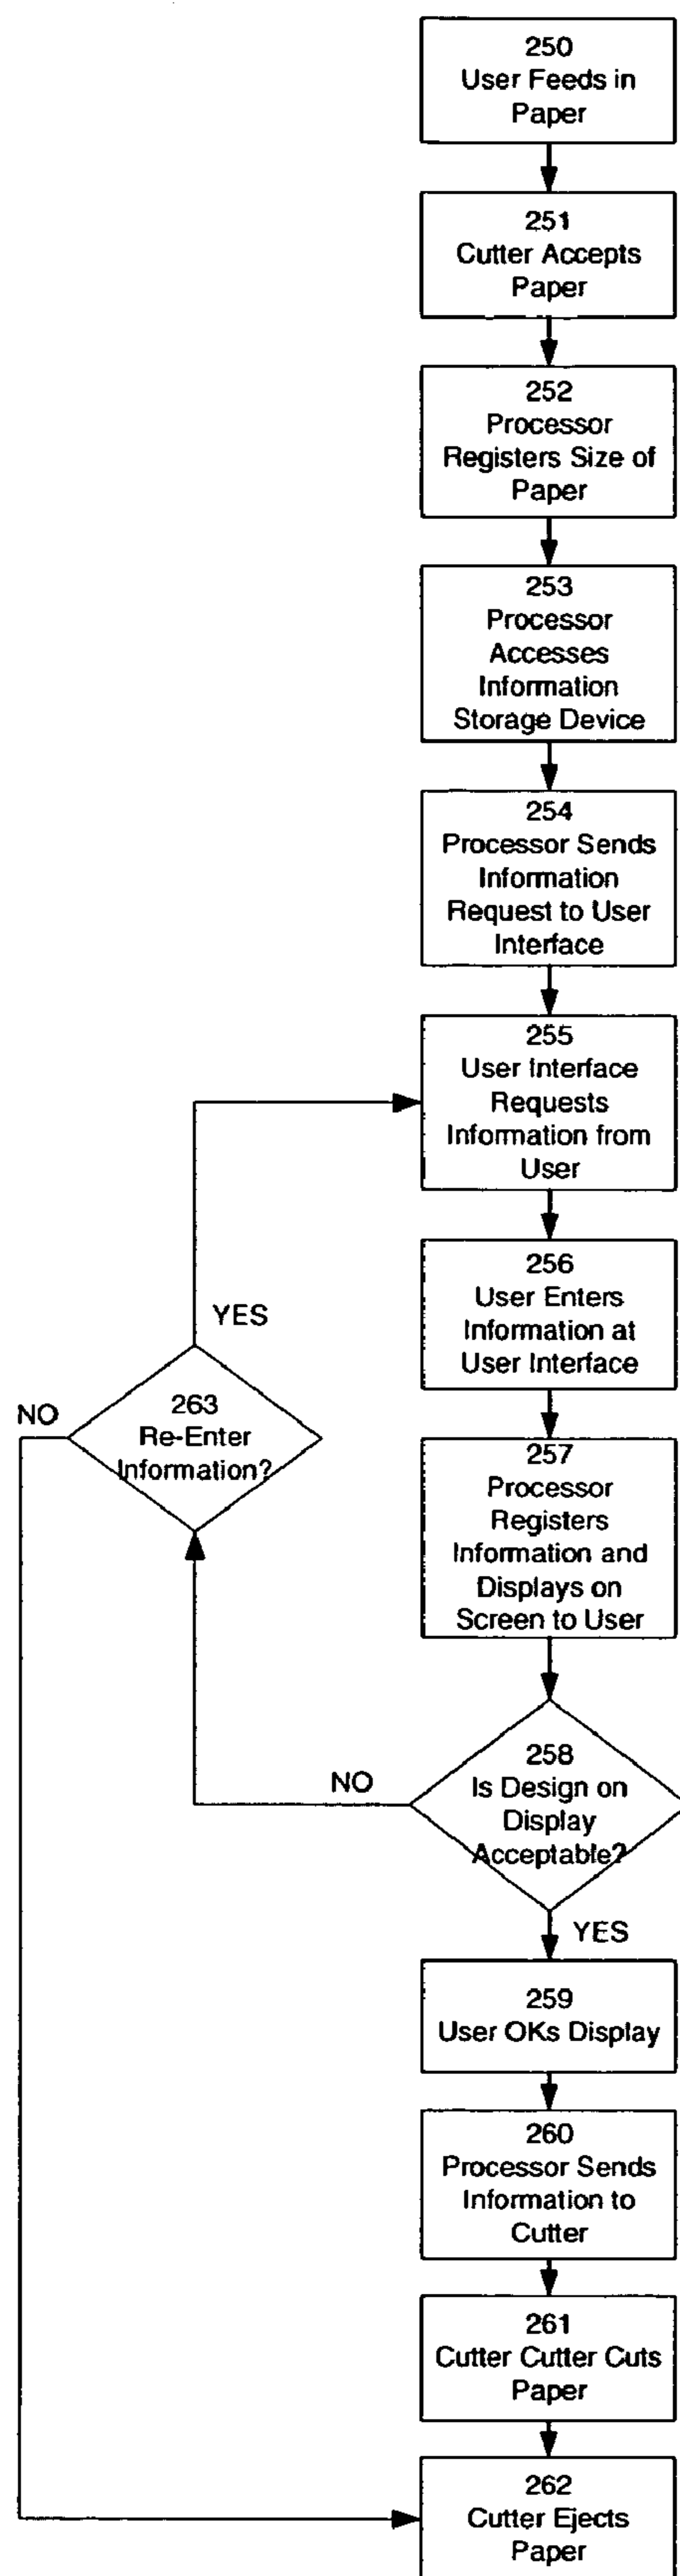 250
User Feeds in
Paper
251
Cutter Accepts
Paper
252
Processor
Registers Size of
Paper
253
Processor
Accesses
Information
Storage Device
254
Processor Sends
Information
Request to User
Interface
255
User Interface
Requests
Information from
User
256
User Enters
Information at
User Interface
YES
NO
263
Re-Enter
Information?
257
Processor
Registers
Information and
Displays on
Screen to User
NO
258
Is Design on
Display
Acceptable?
YES
259
User OKs Display
260
Processor Sends
Information to
Cutter
261
Cutter Cutter Cuts
Paper
262
Cutter Ejects
Paper